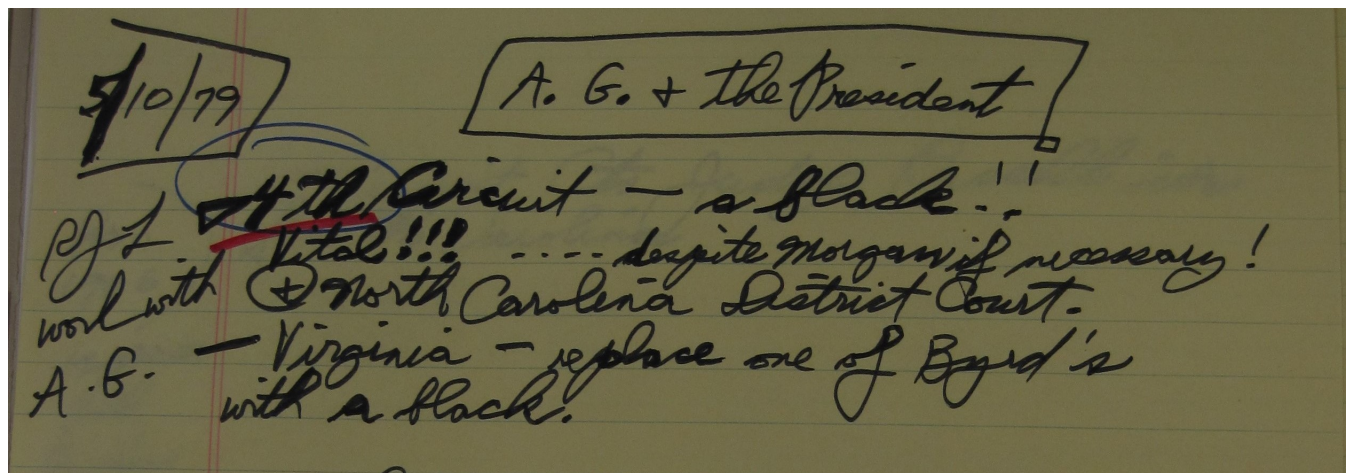 5/10/79
A. G. + the President
4th Circuit — a black!!
Vital!!! .... despite Morgan if necessary!
+ North Carolina District Court.
work with
A. G.
— Virginia — replace one of Byrd's
with a black.